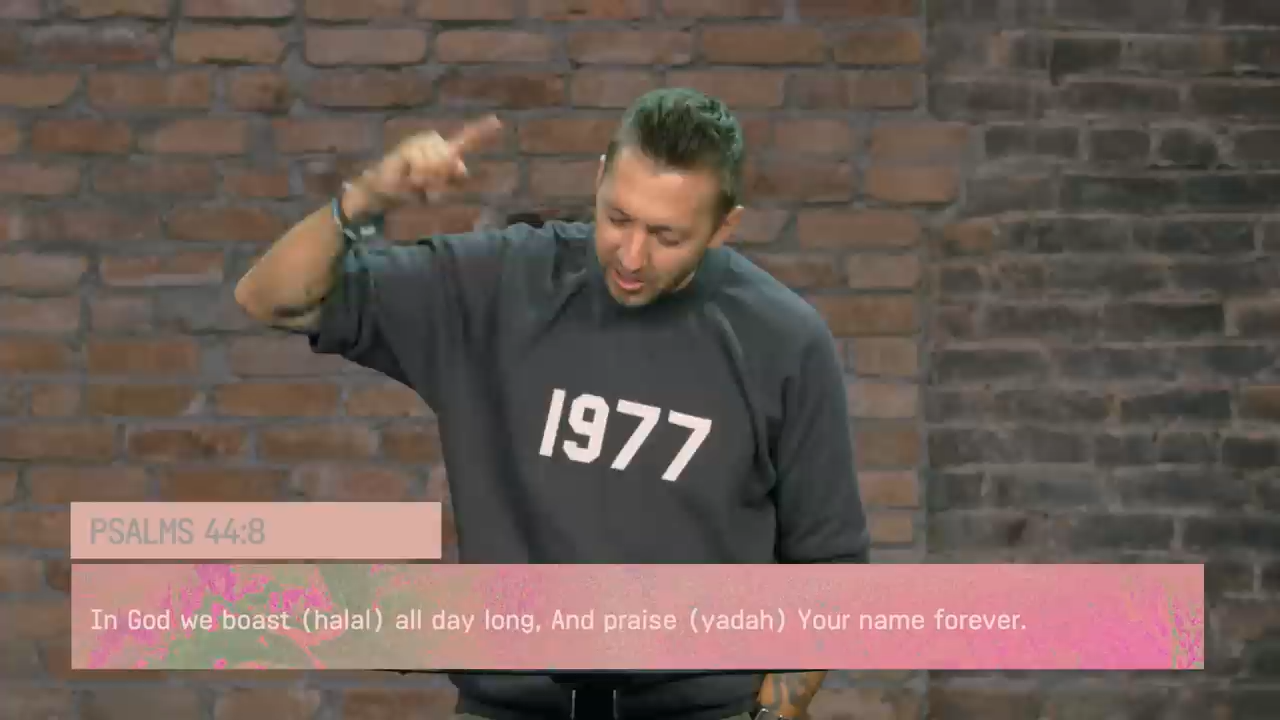 1977
PSALMS 44:8
In God we boast (halal) all day long, And praise (yadah) Your name forever.